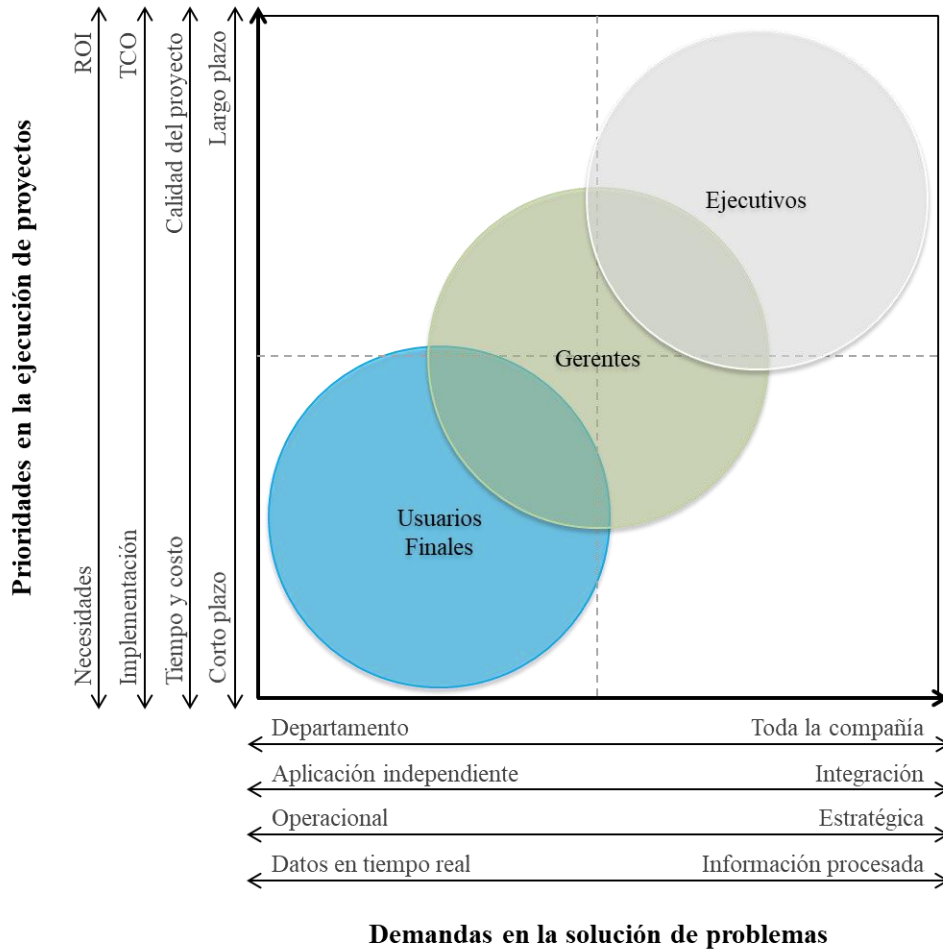 Prioridades en la ejecución de proyectos
ROI
Necesidades
TCO
Implementación
Calidad del proyecto
Tiempo y costo
Largo plazo
Corto plazo
Ejecutivos
Gerentes
Usuarios
Finales
Departamento
Toda la compañía
Aplicación independiente
Integración
Operacional
Estratégica
Datos en tiempo real
Información procesada
Demandas en la solución de problemas